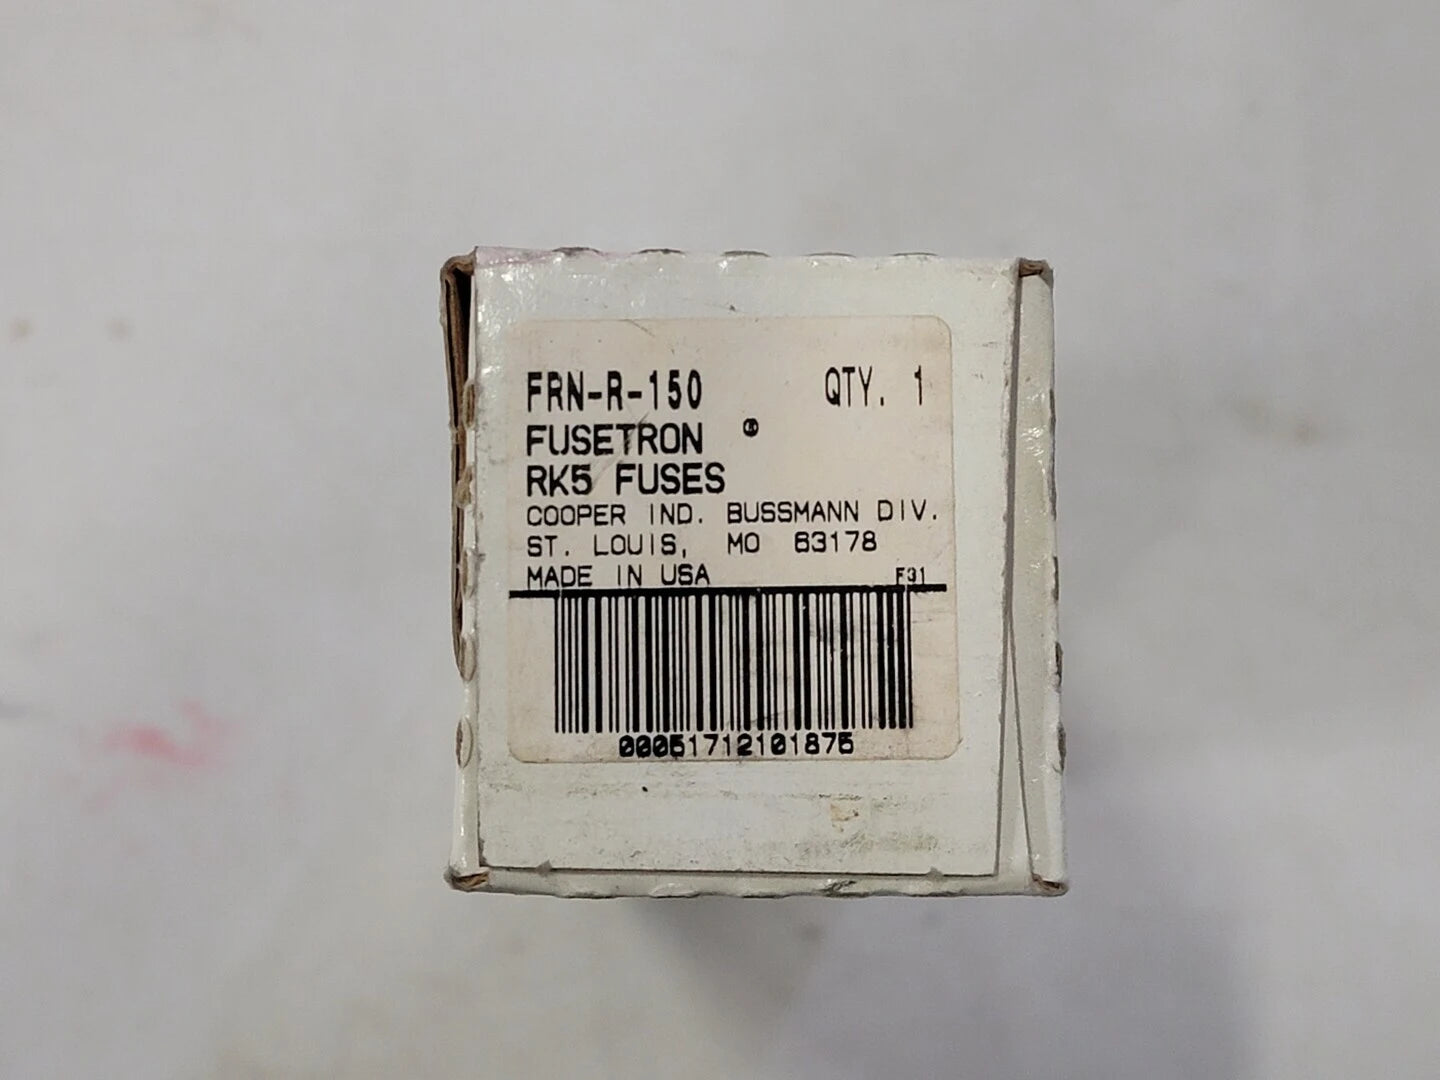 FRN-R-150 QTY. 1
FUSETRON ®
RK5 FUSES
COOPER IND. BUSSMANN DIV.
ST. LOUIS, MO 63178
MADE IN USA F31
00051712101875